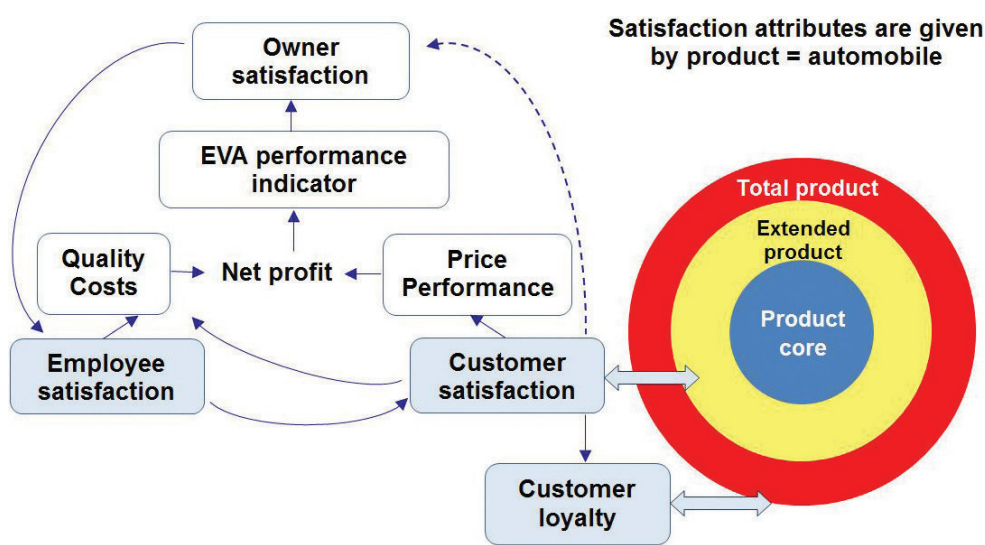 Satisfaction attributes are given
by product = automobile
Owner
satisfaction
EVA performance
indicator
Quality
Costs
Net profit
Price
Performance
Employee
satisfaction
Customer
satisfaction
Customer
loyalty
Total product
Extended
product
Product
core